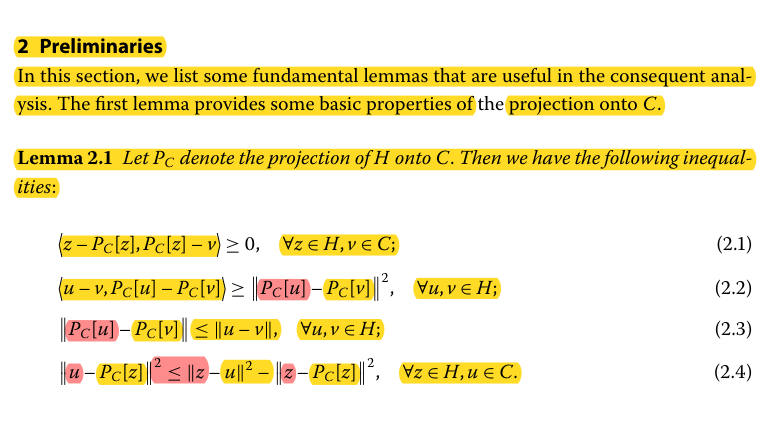 2 Preliminaries
In this section, we list some fundamental lemmas that are useful in the consequent anal-
ysis. The first lemma provides some basic properties of the projection onto C.
Lemma 2.1 Let P_C denote the projection of H onto C. Then we have the following inequal-
ities:
⟨z – P_C[z], P_C[z] – v⟩ ≥ 0, ∀z ∈ H, v ∈ C; (2.1)
⟨u – v, P_C[u] – P_C[v]⟩ ≥ ‖P_C[u] – P_C[v]‖², ∀u, v ∈ H; (2.2)
‖P_C[u] – P_C[v]‖ ≤ ‖u – v‖, ∀u, v ∈ H; (2.3)
‖u – P_C[z]‖² ≤ ‖z – u‖² – ‖z – P_C[z]‖², ∀z ∈ H, u ∈ C. (2.4)